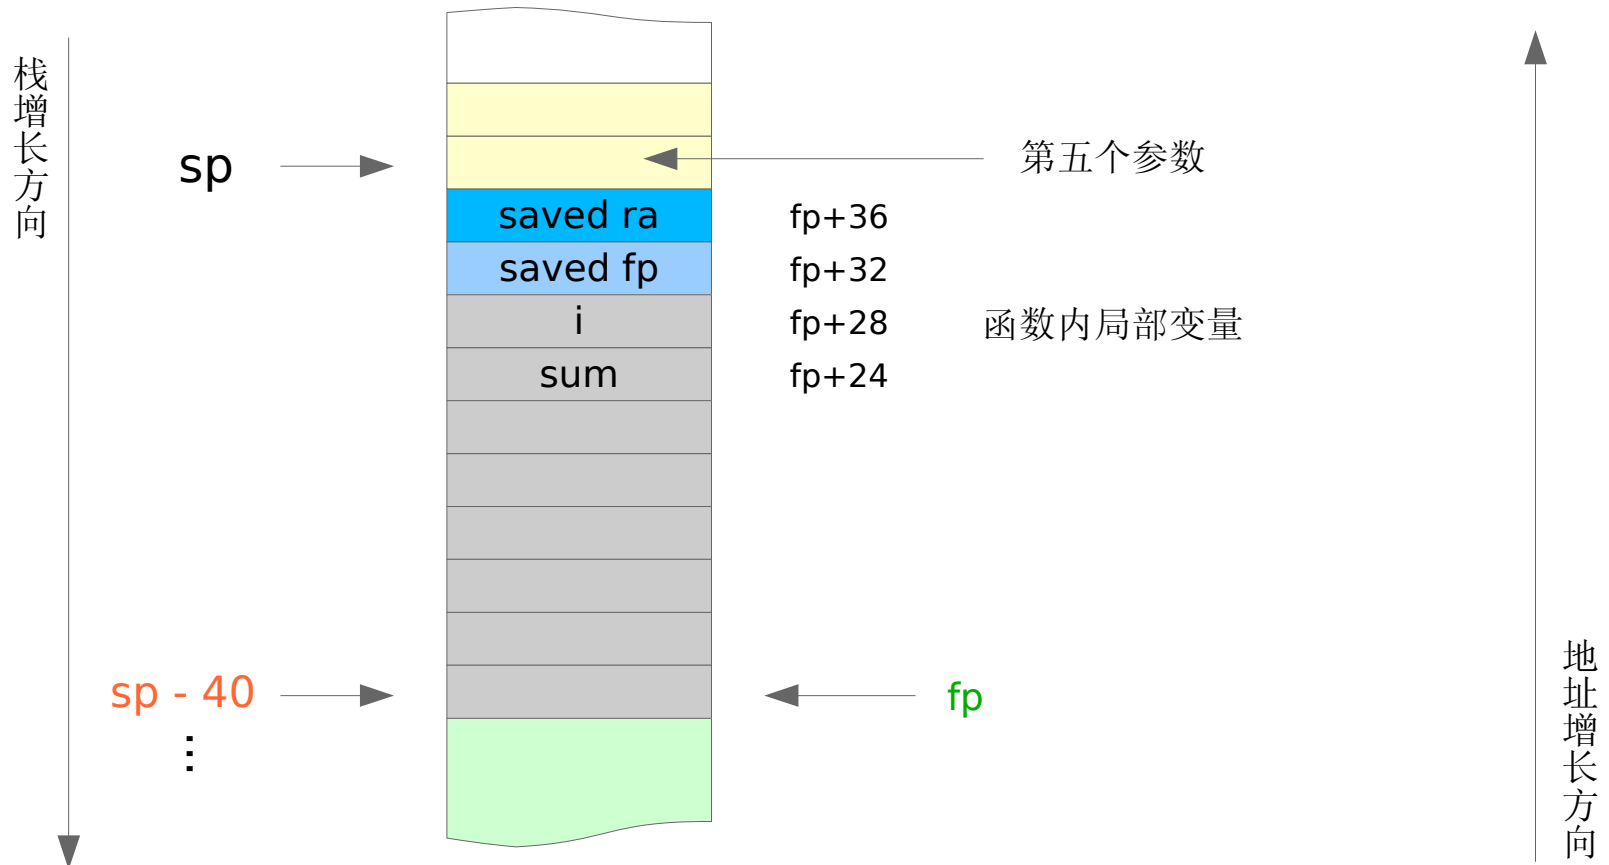 栈增长方向
sp
第五个参数
saved ra
fp+36
saved fp
fp+32
i
fp+28
函数内局部变量
sum
fp+24
sp - 40
fp
...
地址增长方向